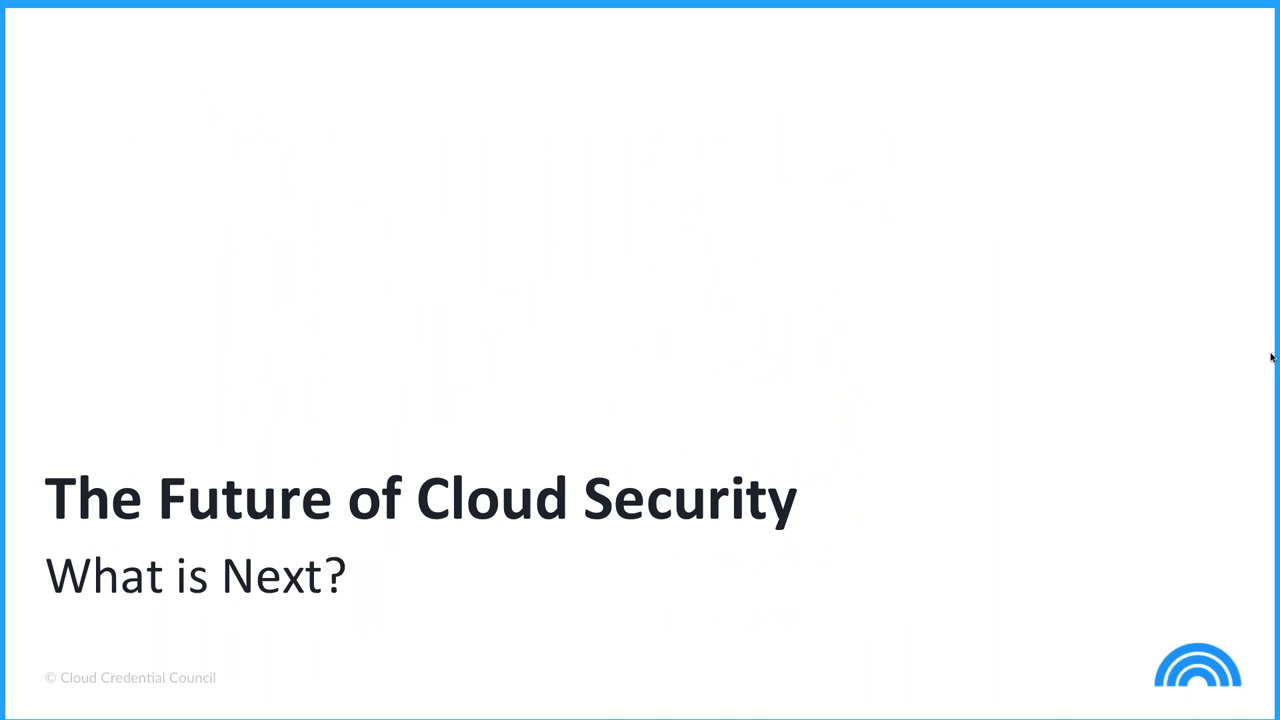 The Future of Cloud Security
What is Next?
© Cloud Credential Council